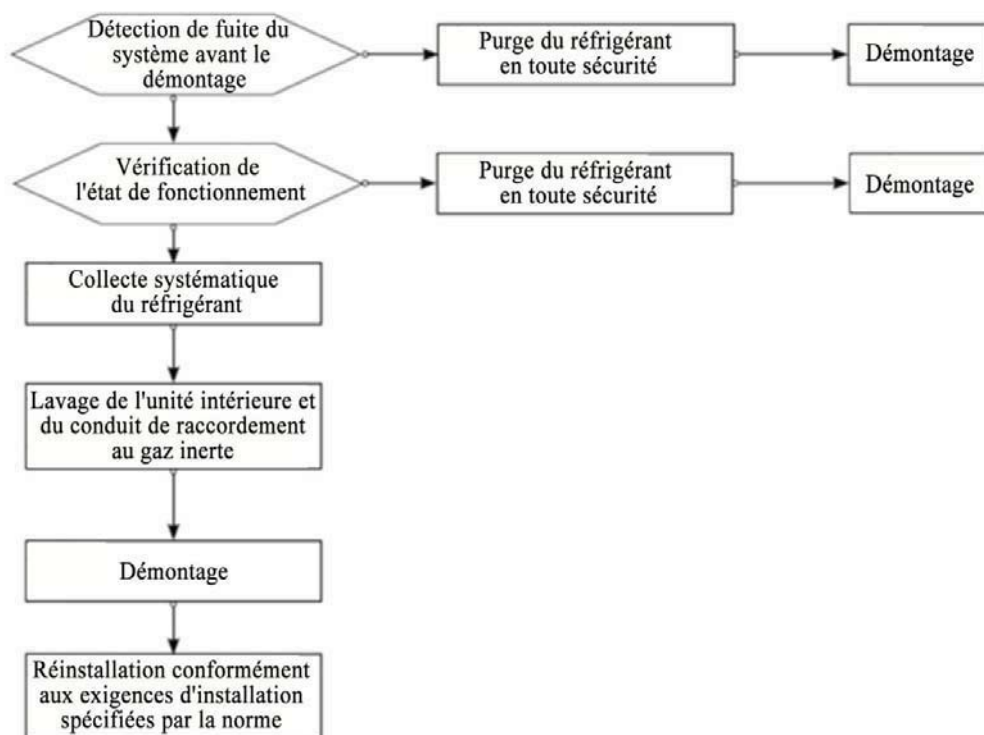 Détection de fuite du
système avant le
démontage
Purge du réfrigérant
en toute sécurité
Démontage
Vérification de
l'état de fonctionnement
Purge du réfrigérant
en toute sécurité
Démontage
Collecte systématique
du réfrigérant
Lavage de l'unité intérieure et
du conduit de raccordement
au gaz inerte
Démontage
Réinstallation conformément
aux exigences d'installation
spécifiées par la norme